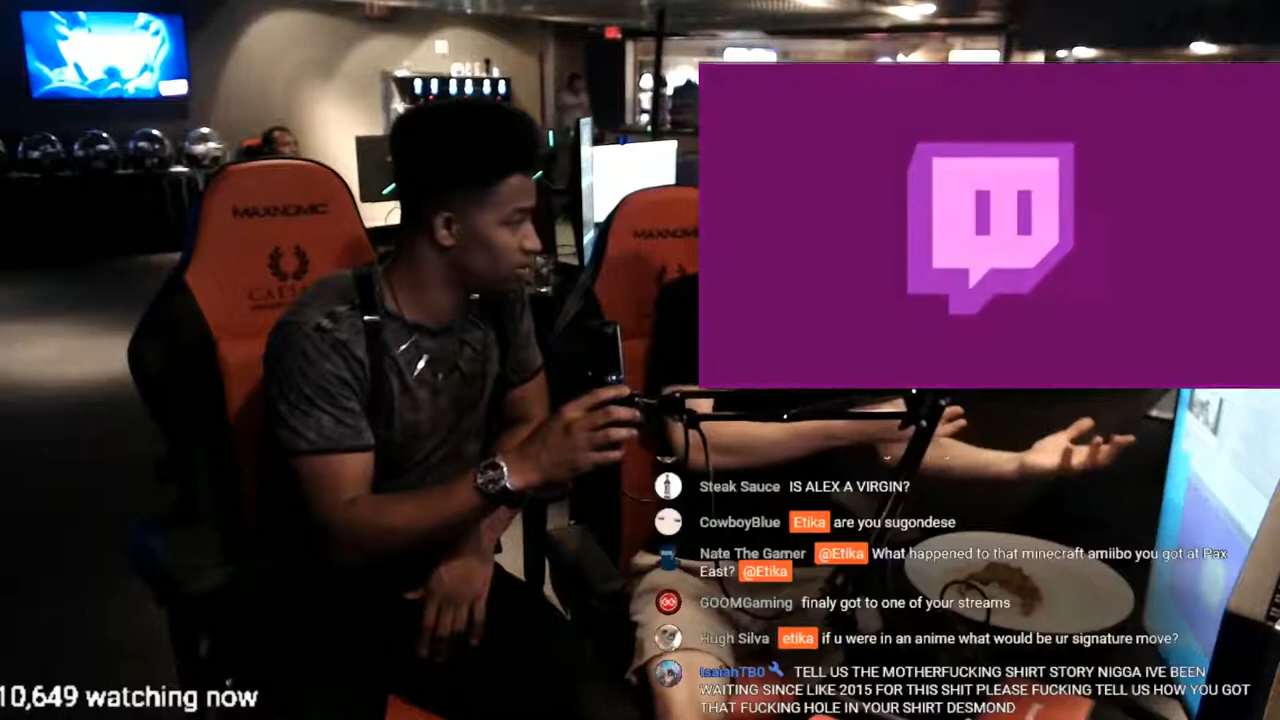 MAXNOMIC
CAESA
MAXNOM
Steak Sauce IS ALEX A VIRGIN?
CowboyBlue Etika are you sugondese
Nate The Gamer @Etika What happened to that minecraft amiibo you got at Pax
East? @Etika
GOOMGaming finaly got to one of your streams
Hugh Silva etika if u were in an anime what would be ur signature move?
IsaiahTB0 TELL US THE MOTHERFUCKING SHIRT STORY NIGGA IVE BEEN
WAITING SINCE LIKE 2015 FOR THIS SHIT PLEASE FUCKING TELL US HOW YOU GOT
THAT FUCKING HOLE IN YOUR SHIRT DESMOND
10,649 watching now